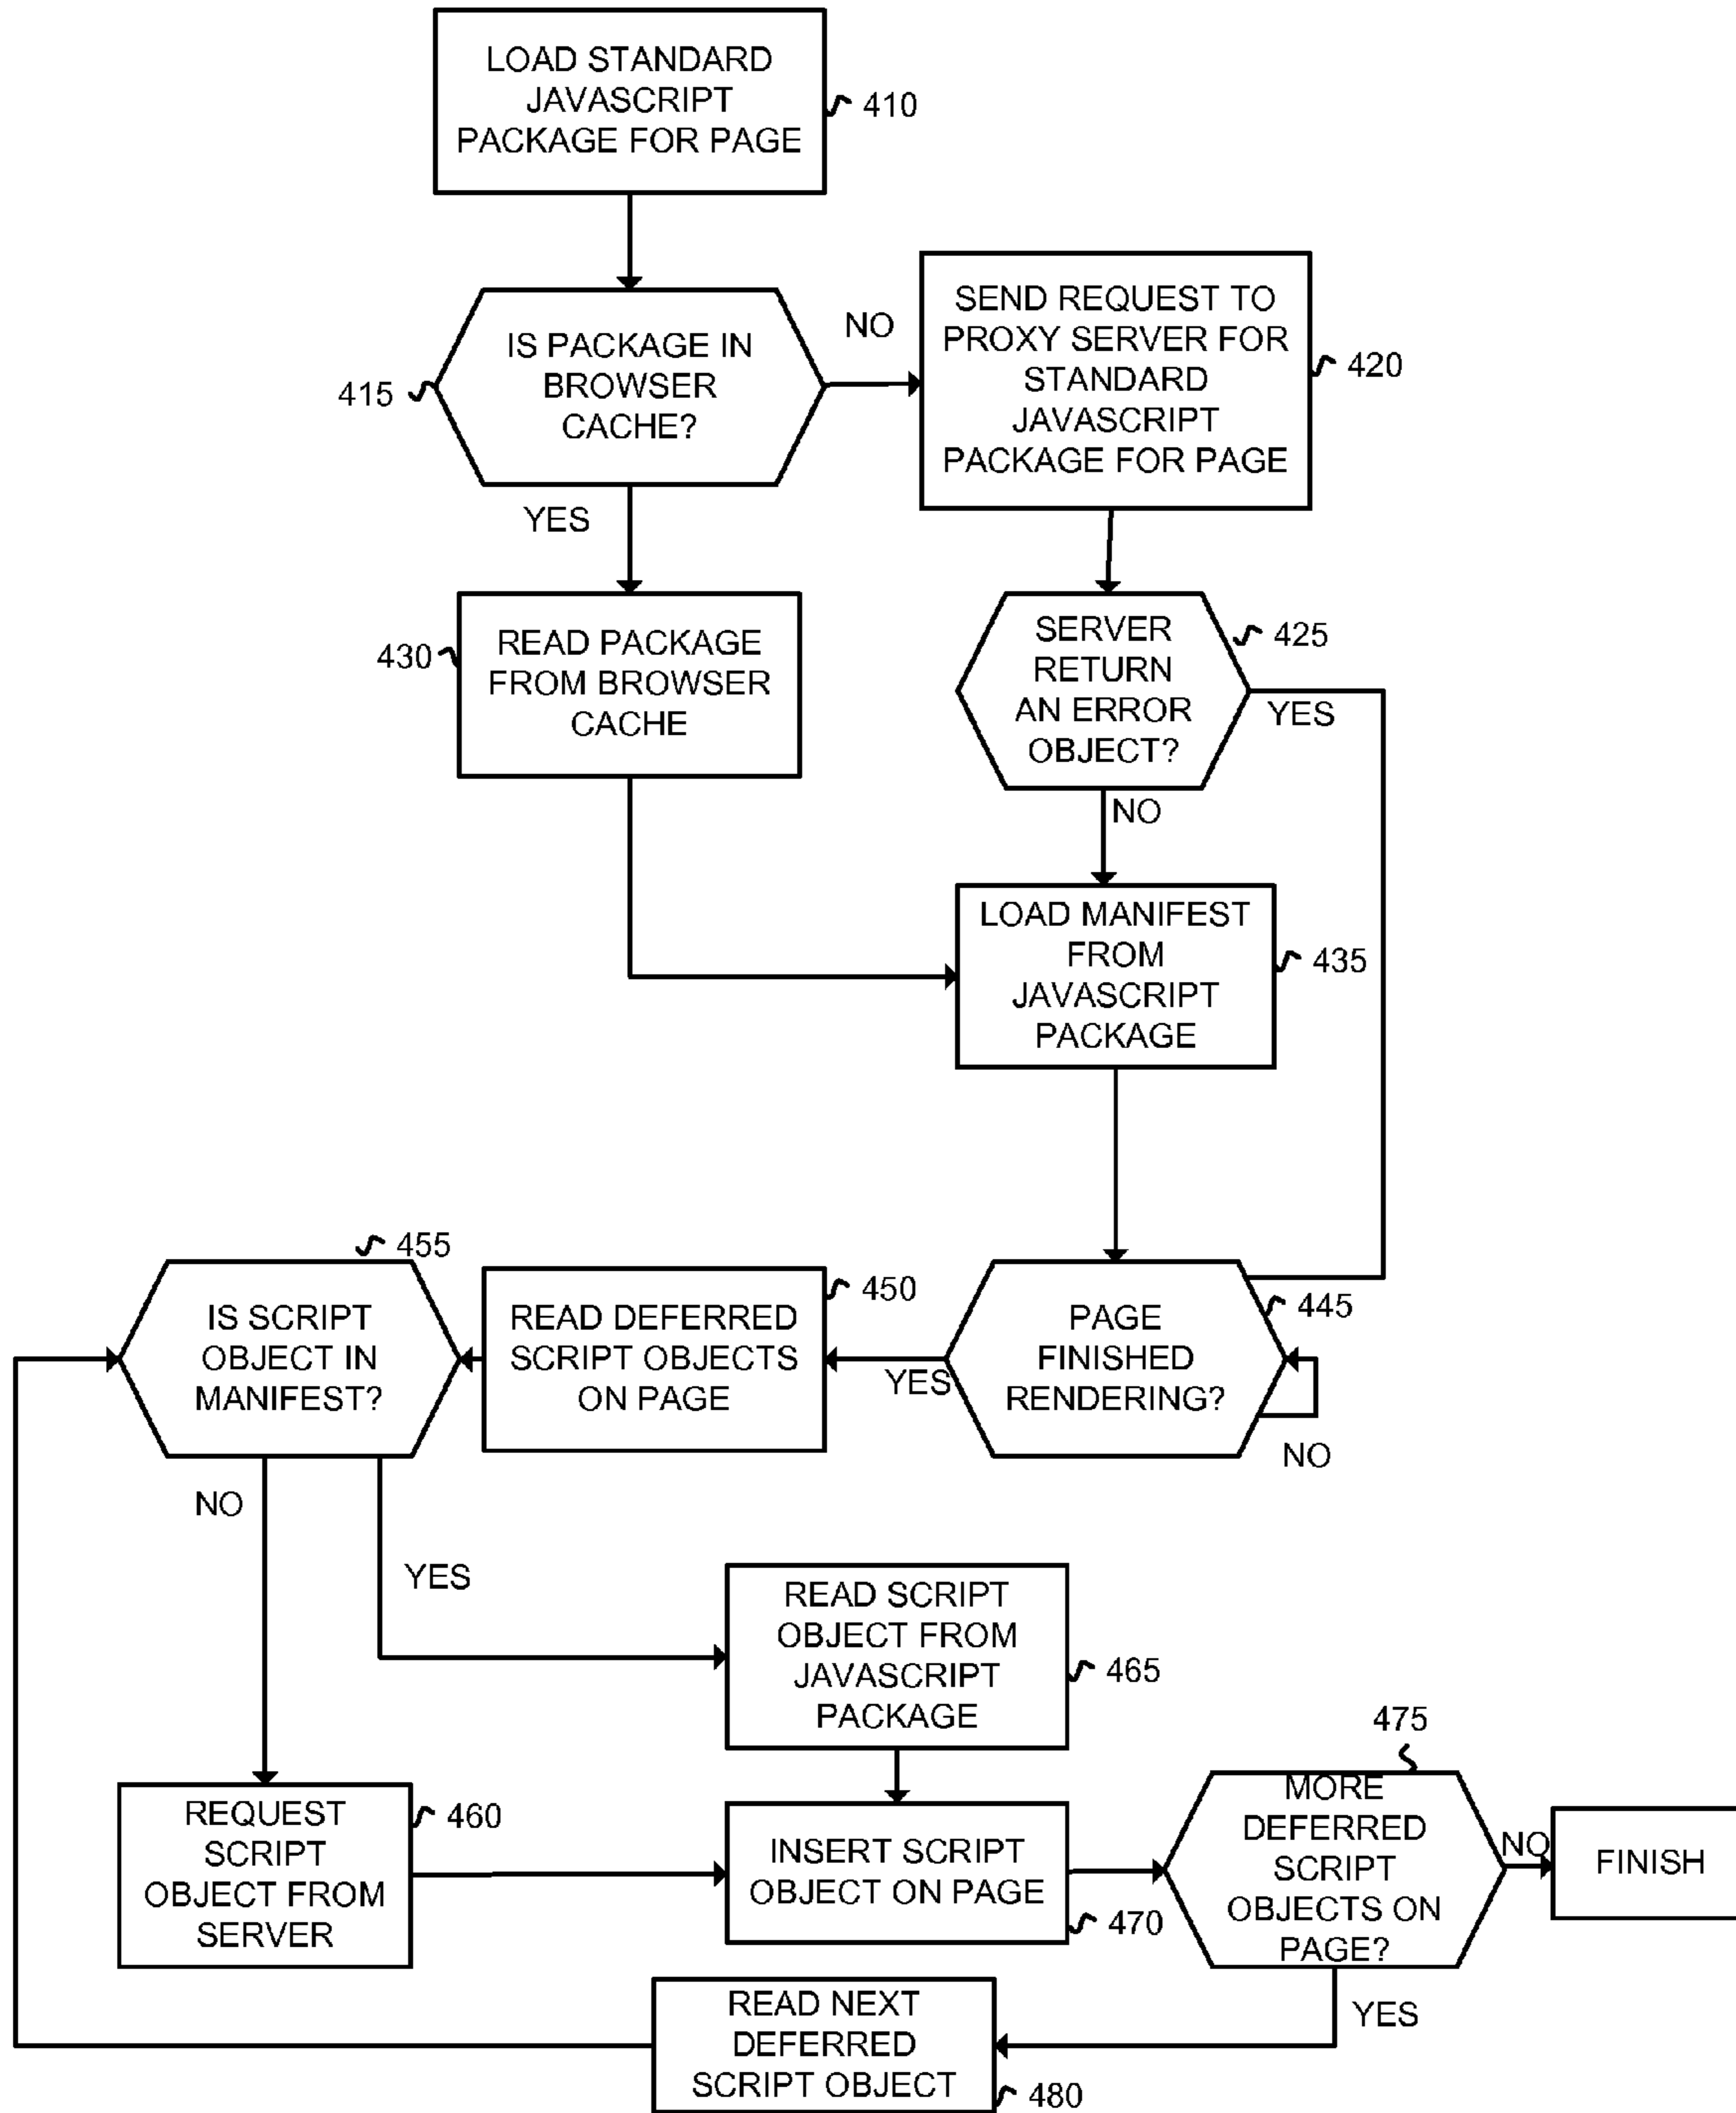 LOAD STANDARD
JAVASCRIPT
PACKAGE FOR PAGE
410
IS PACKAGE IN
BROWSER
CACHE?
415
NO
YES
SEND REQUEST TO
PROXY SERVER FOR
STANDARD
JAVASCRIPT
PACKAGE FOR PAGE
420
READ PACKAGE
FROM BROWSER
CACHE
430
SERVER
RETURN
AN ERROR
OBJECT?
425
YES
NO
LOAD MANIFEST
FROM
JAVASCRIPT
PACKAGE
435
PAGE
FINISHED
RENDERING?
445
YES
NO
READ DEFERRED
SCRIPT OBJECTS
ON PAGE
450
IS SCRIPT
OBJECT IN
MANIFEST?
455
NO
YES
READ SCRIPT
OBJECT FROM
JAVASCRIPT
PACKAGE
465
REQUEST
SCRIPT
OBJECT FROM
SERVER
460
INSERT SCRIPT
OBJECT ON PAGE
470
475
MORE
DEFERRED
SCRIPT
OBJECTS ON
PAGE?
NO
FINISH
YES
READ NEXT
DEFERRED
SCRIPT OBJECT
480